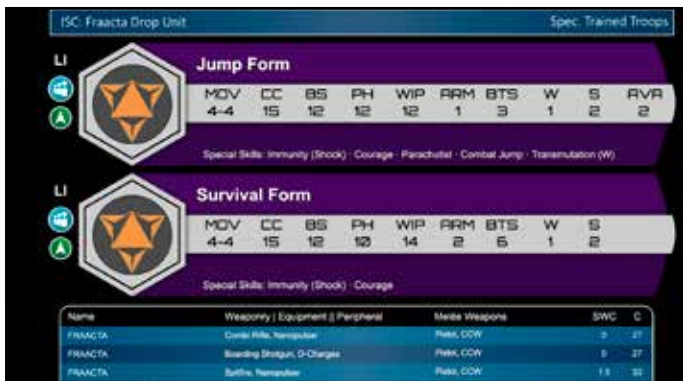 ISC: Fraacta Drop Unit Spec. Trained Troops
LI
Jump Form
MOV CC BS PH WIP ARM BTS W S AVA
4-4 15 12 12 12 1 3 1 2 2
Special Skills: Immunity (Shock) · Courage · Parachutist · Combat Jump · Transmutation (W)
LI
Survival Form
MOV CC BS PH WIP ARM BTS W S
4-4 15 12 10 14 2 6 1 2
Special Skills: Immunity (Shock) · Courage
Name Weaponry | Equipment || Peripheral Melee Weapons SWC C
FRAACTA Combi Rifle, Nanopulser Pistol, CCW 0 27
FRAACTA Boarding Shotgun, D-Charges Pistol, CCW 0 27
FRAACTA Spitfire, Nanopulser Pistol, CCW